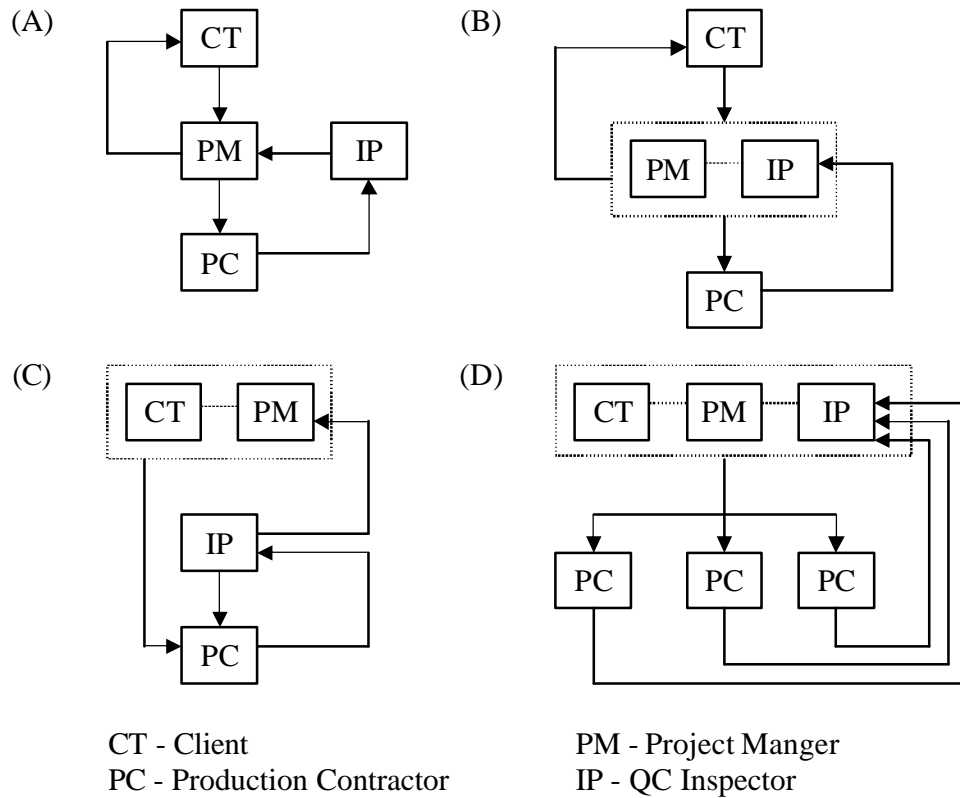 (A)
CT
PM
IP
PC
(B)
CT
PM
IP
PC
(C)
CT
PM
IP
PC
(D)
CT
PM
IP
PC
PC
PC
CT - Client
PC - Production Contractor
PM - Project Manger
IP - QC Inspector